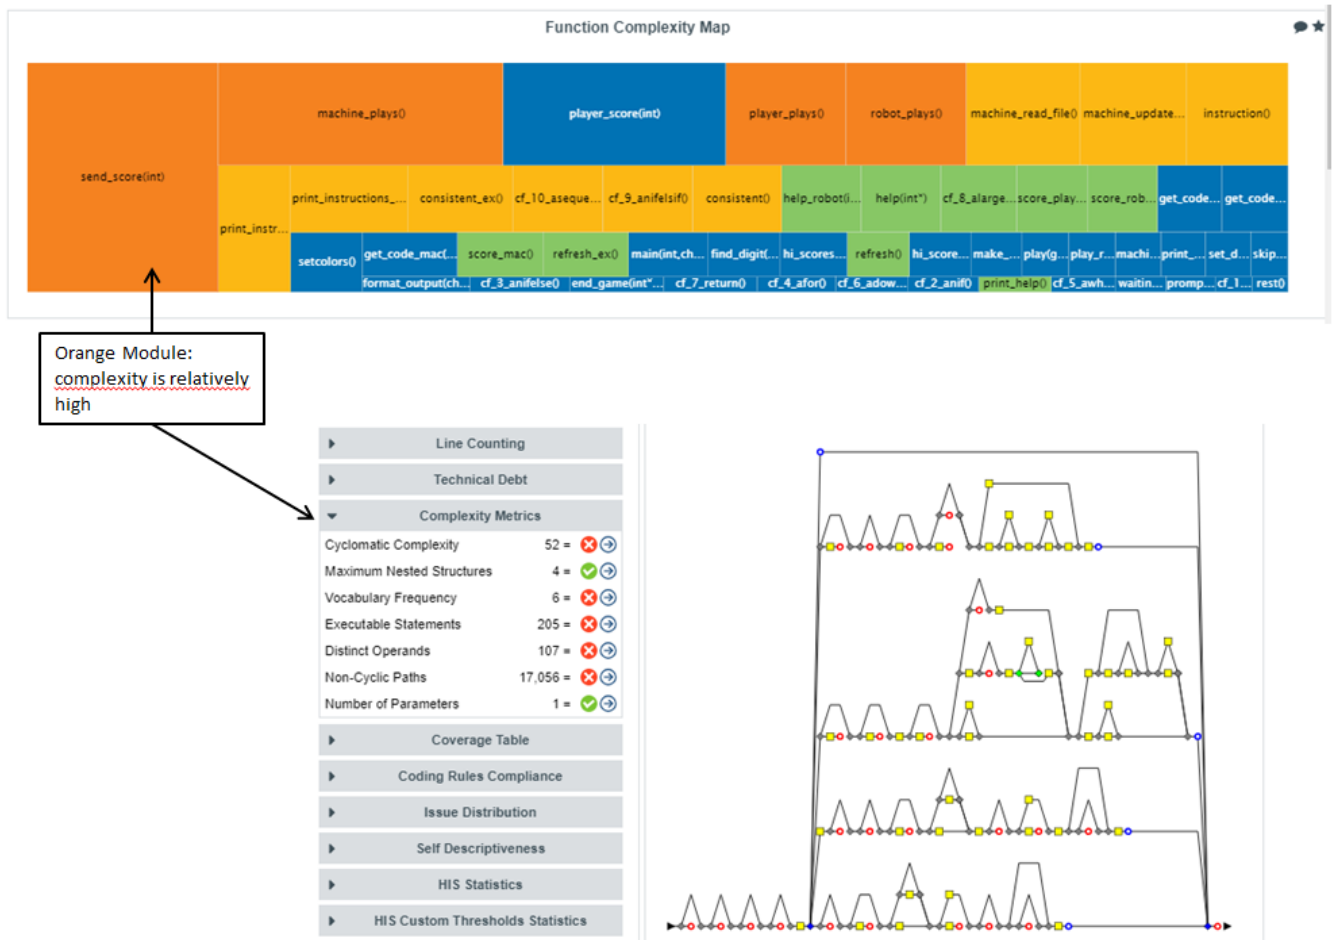 Function Complexity Map
machine_plays()
player_score(int)
player_plays()
robot_plays()
machine_read_file()
machine_update...
instruction()
send_score(int)
print_instr...
print_instructions_...
consistent_ex()
cf_10_aseque...
cf_9_anifelsif()
consistent()
help_robot(i...
help(int*)
cf_8_alarge...
score_play...
score_rob...
get_code...
get_code...
setcolors()
get_code_mac(...
score_mac()
refresh_ex()
main(int,ch...
find_digit(...
hi_scores...
refresh()
hi_score...
make_...
play(g...
play_r...
machi...
print_...
set_d...
skip...
format_output(ch...
cf_3_anifelse()
end_game(int*...
cf_7_return()
cf_4_afor()
cf_6_adow...
cf_2_anif()
print_help()
cf_5_awh...
waitin...
promp...
cf_1...
rest()
Orange Module:
complexity is relatively
high
Line Counting
Technical Debt
Complexity Metrics
Cyclomatic Complexity 52 =
Maximum Nested Structures 4 =
Vocabulary Frequency 6 =
Executable Statements 205 =
Distinct Operands 107 =
Non-Cyclic Paths 17,056 =
Number of Parameters 1 =
Coverage Table
Coding Rules Compliance
Issue Distribution
Self Descriptiveness
HIS Statistics
HIS Custom Thresholds Statistics